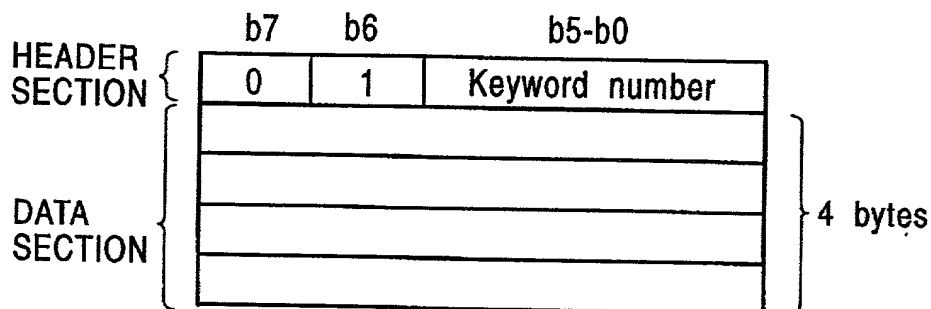 b7 b6 b5-b0
HEADER SECTION
0 1 Keyword number
DATA SECTION
4 bytes